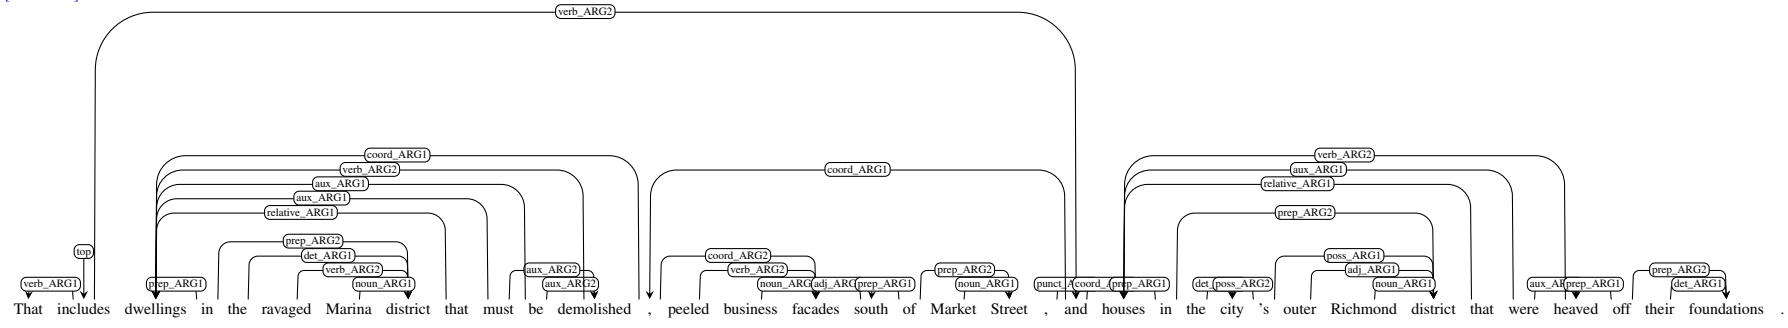 verb_ARG2
coord_ARG1 verb_ARG2
verb_ARG2 coord_ARG1 aux_ARG1
aux_ARG1 relative_ARG1
aux_ARG1
relative_ARG1 prep_ARG2
prep_ARG2
top det_ARG1 coord_ARG2 poss_ARG1
verb_ARG2 aux_ARG2 verb_ARG2 prep_ARG2 adj_ARG1 prep_ARG2
verb_ARG1 prep_ARG1 noun_ARG1 aux_ARG2 noun_ARG prep_ARG1 noun_ARG1 prep_ARG1 poss_ARG2 noun_ARG1 prep_ARG1 det_ARG1
That includes dwellings in the ravaged Marina district that must be demolished , peeled business facades south of Market Street , and houses in the city 's outer Richmond district that were heaved off their foundations .